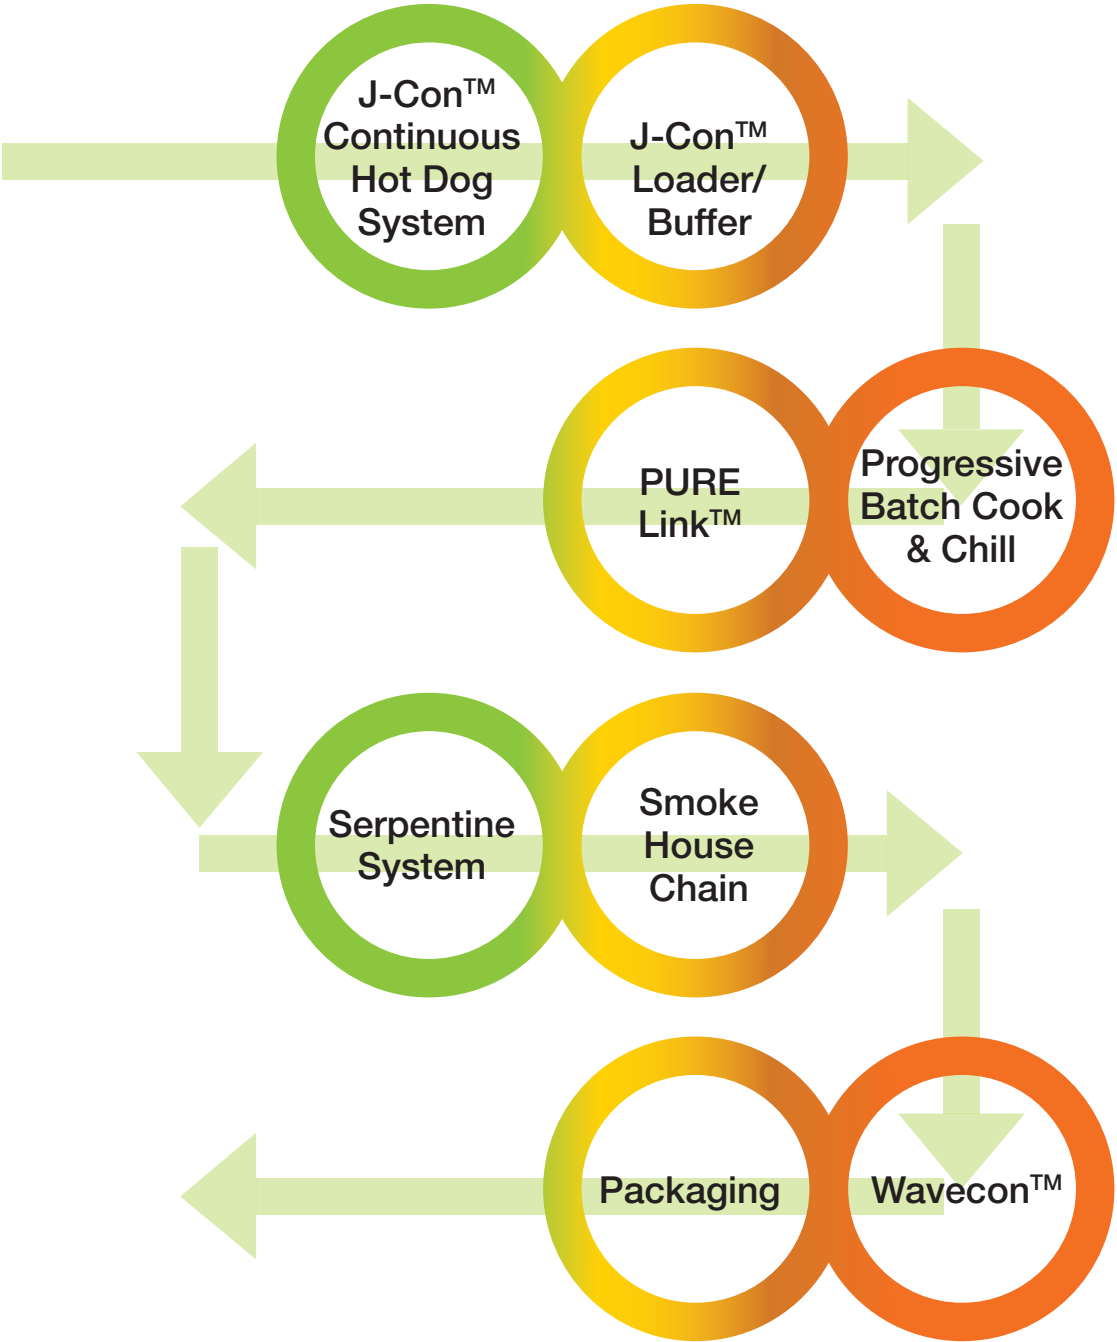 J-Con™
Continuous
Hot Dog
System
J-Con™
Loader/
Buffer
Progressive
Batch Cook
& Chill
PURE
Link™
Serpentine
System
Smoke
House
Chain
Wavecon™
Packaging